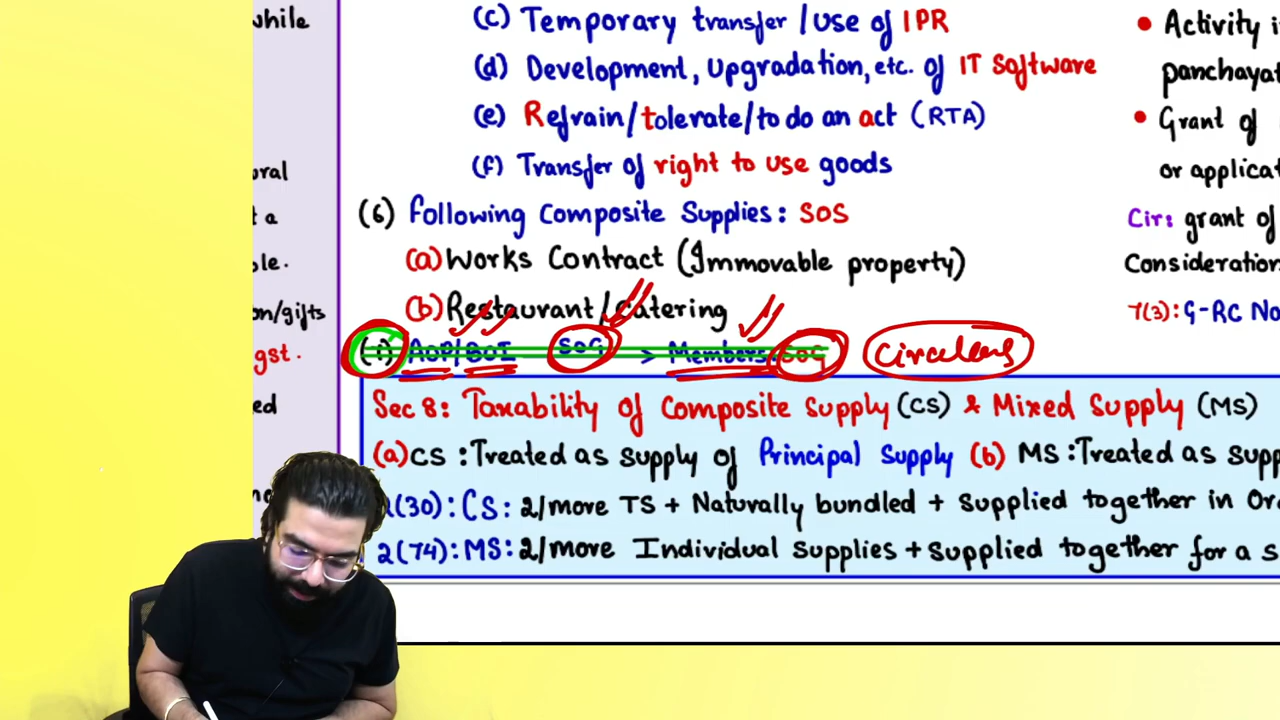 while
oral
t a
ole.
on/gifts
gst.
ed
(c) Temporary transfer/use of IPR
(d) Development, upgradation, etc. of IT Software
(e) Refrain/tolerate/to do an act (RTA)
(f) Transfer of right to use goods
(6) Following Composite Supplies: SOS
(a) Works Contract (Immovable property)
(b) Restaurant/Catering
(7) AOP/BOI SOG > Members. SOG Circulars
Sec 8: Taxability of Composite Supply (CS) & Mixed Supply (MS)
(a) CS : Treated as supply of Principal Supply (b) MS : Treated as supp
2(30): CS: 2/more TS + Naturally bundled + Supplied together in Or
2(74): MS: 2/more Individual supplies + supplied together for a s
• Activity i
panchayat
• Grant of
or applicat
Cir: grant of
Consideration
7(3): G-RC No